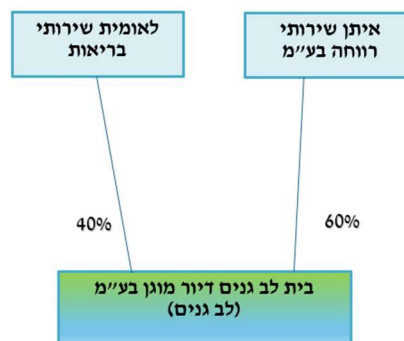 איתן שירותי
רווחה בע״מ
לאומית שירותי
בריאות
60%
40%
בית לב גנים דיור מוגן בע״מ
(לב גנים)